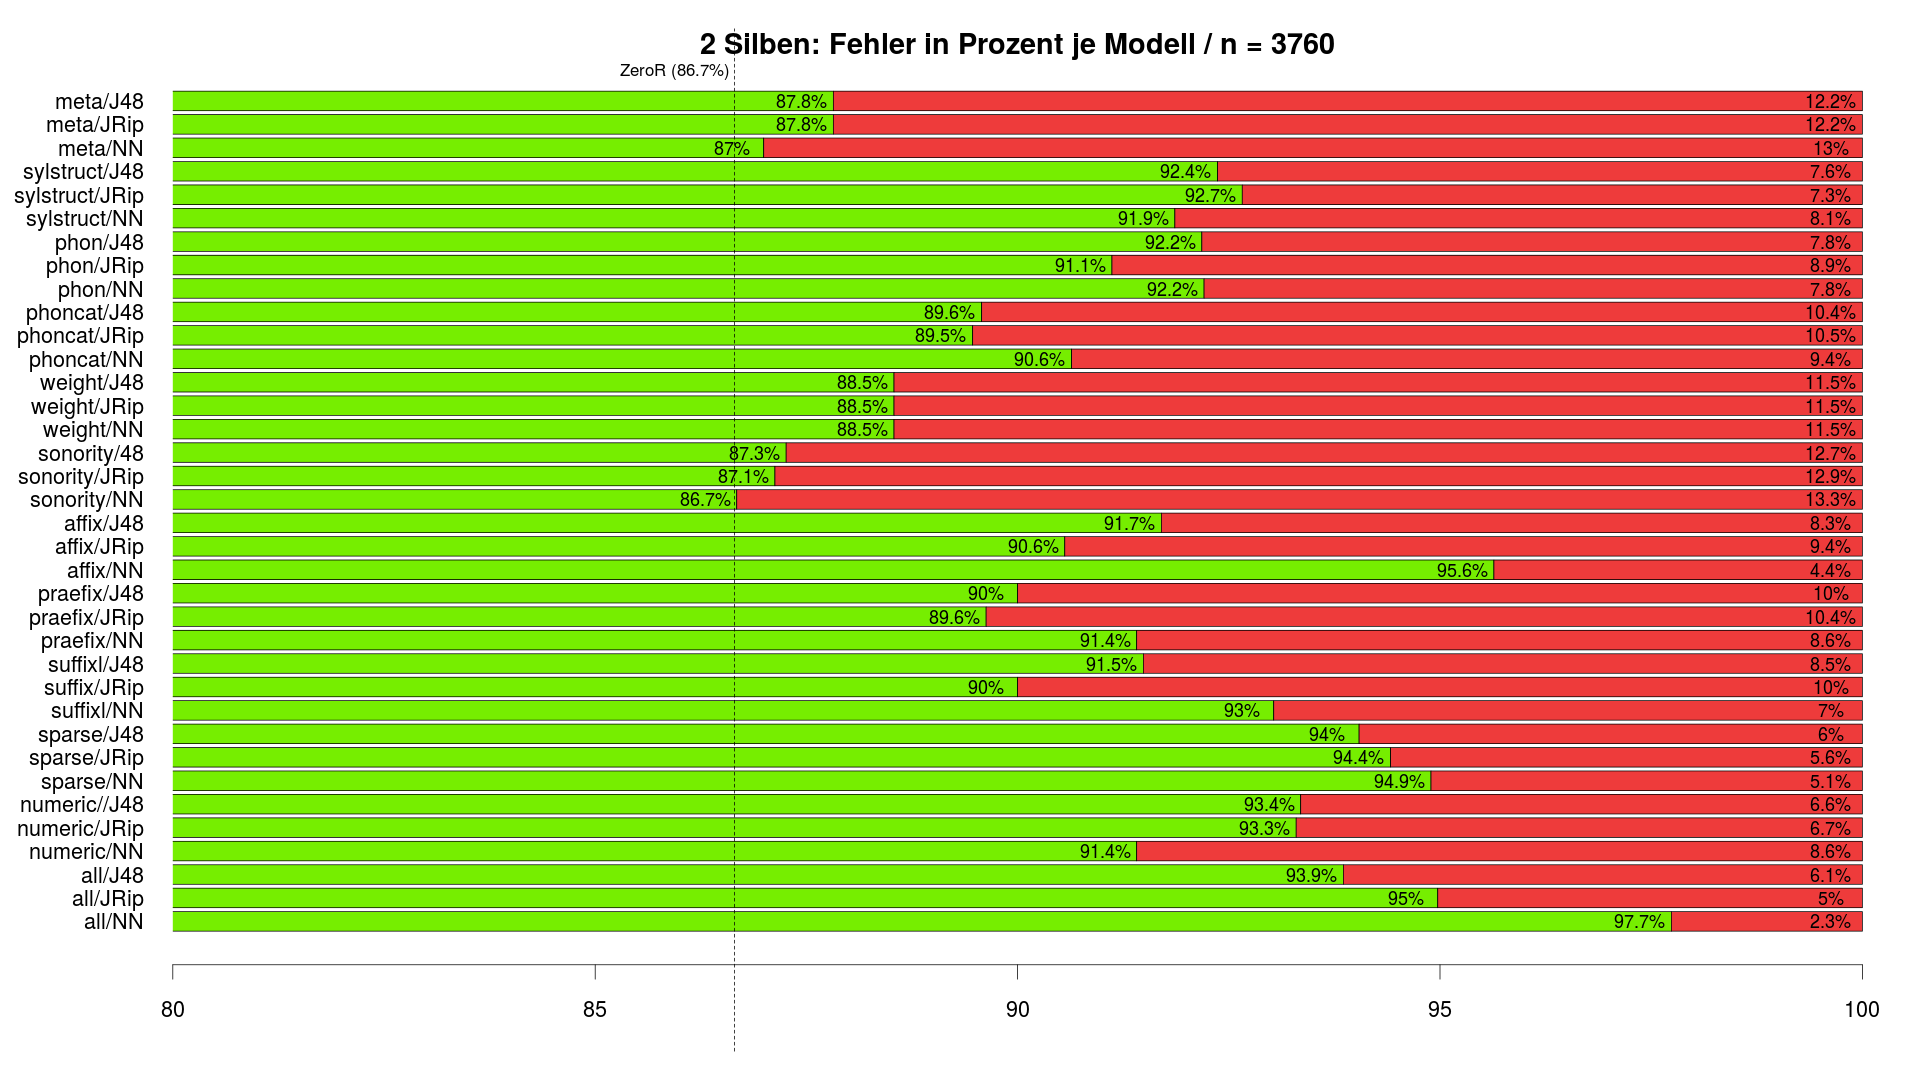 2 Silben: Fehler in Prozent je Modell / n = 3760
ZeroR (86.7%)
meta/J48 87.8% 12.2%
meta/JRip 87.8% 12.2%
meta/NN 87% 13%
sylstruct/J48 92.4% 7.6%
sylstruct/JRip 92.7% 7.3%
sylstruct/NN 91.9% 8.1%
phon/J48 92.2% 7.8%
phon/JRip 91.1% 8.9%
phon/NN 92.2% 7.8%
phoncat/J48 89.6% 10.4%
phoncat/JRip 89.5% 10.5%
phoncat/NN 90.6% 9.4%
weight/J48 88.5% 11.5%
weight/JRip 88.5% 11.5%
weight/NN 88.5% 11.5%
sonority/48 87.3% 12.7%
sonority/JRip 87.1% 12.9%
sonority/NN 86.7% 13.3%
affix/J48 91.7% 8.3%
affix/JRip 90.6% 9.4%
affix/NN 95.6% 4.4%
praefix/J48 90% 10%
praefix/JRip 89.6% 10.4%
praefix/NN 91.4% 8.6%
suffixl/J48 91.5% 8.5%
suffix/JRip 90% 10%
suffixl/NN 93% 7%
sparse/J48 94% 6%
sparse/JRip 94.4% 5.6%
sparse/NN 94.9% 5.1%
numeric//J48 93.4% 6.6%
numeric/JRip 93.3% 6.7%
numeric/NN 91.4% 8.6%
all/J48 93.9% 6.1%
all/JRip 95% 5%
all/NN 97.7% 2.3%
80 85 90 95 100